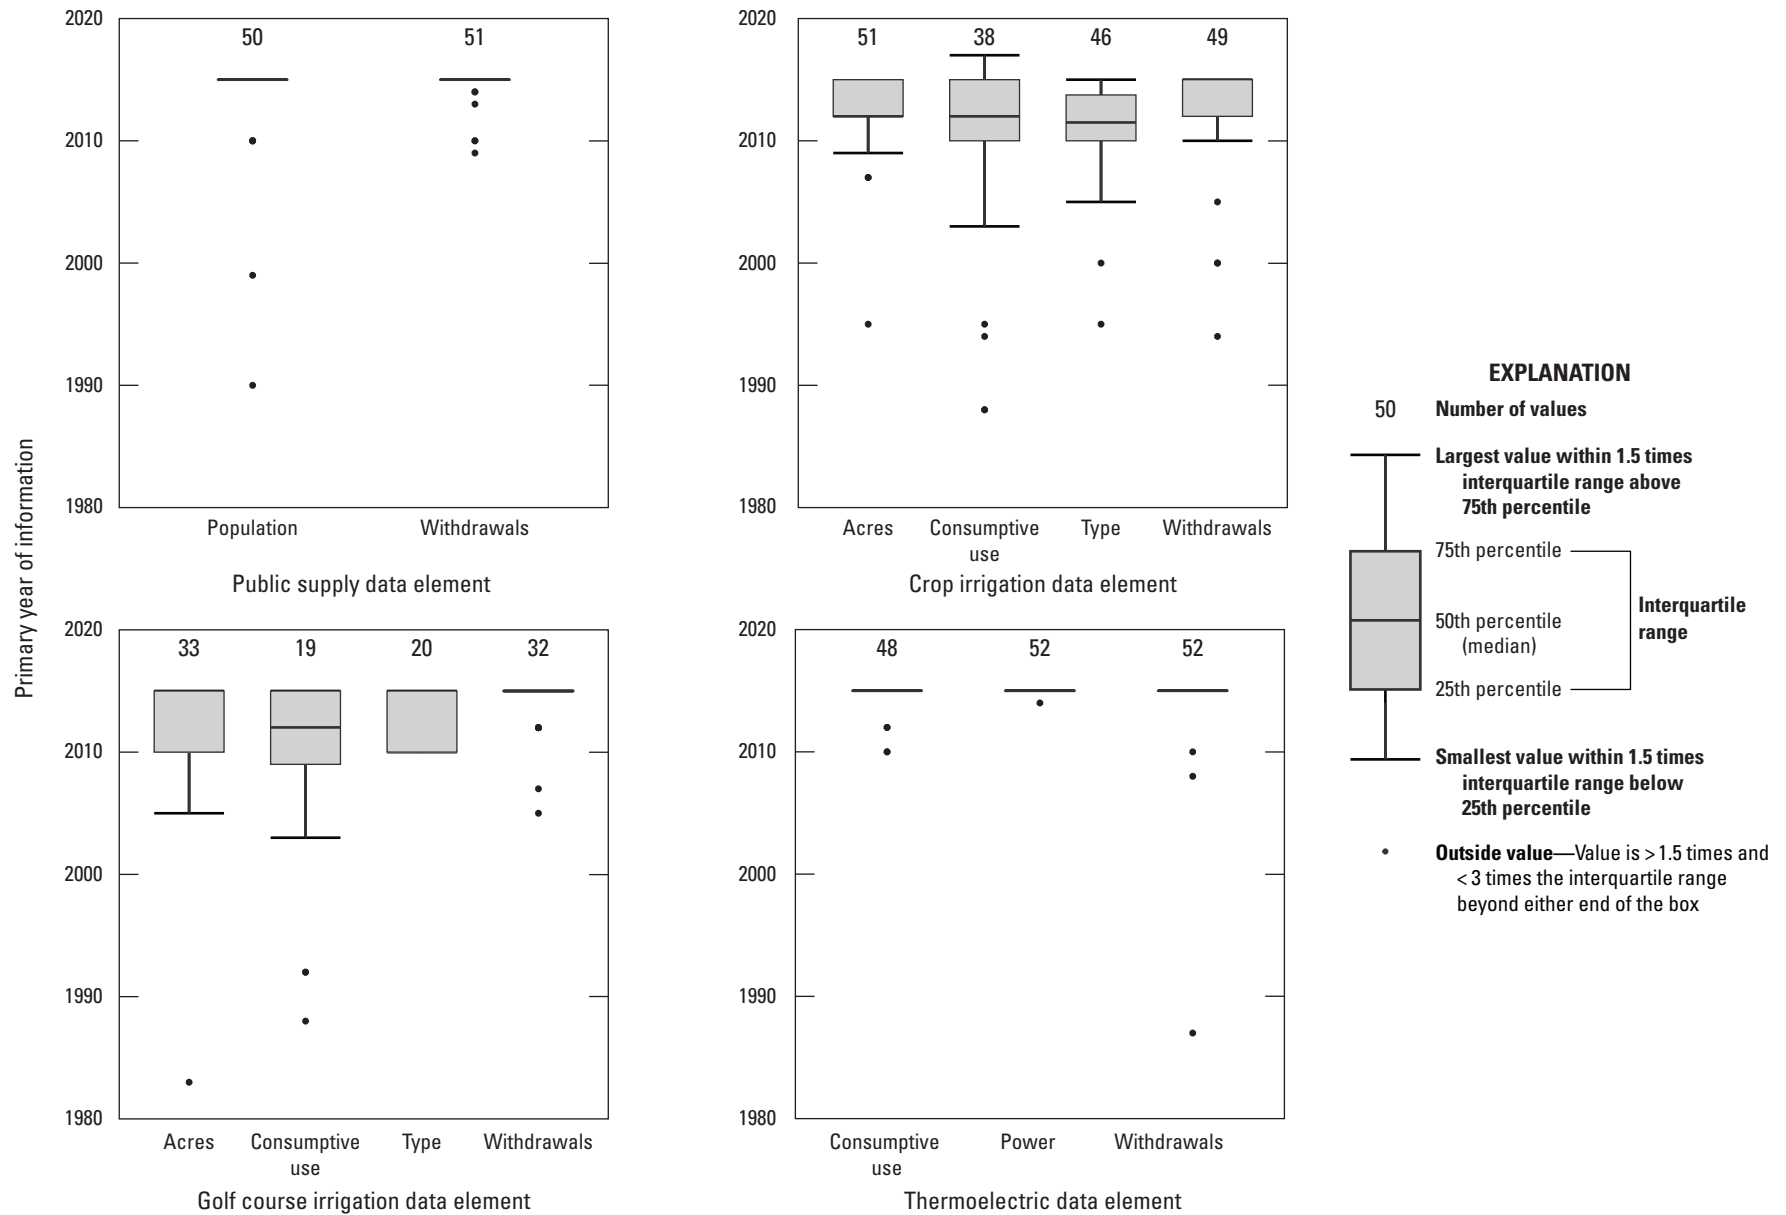 Primary year of information
2020
2010
2000
1990
1980
50
51
Population
Withdrawals
Public supply data element
2020
2010
2000
1990
1980
51
38
46
49
Acres
Consumptive
use
Type
Withdrawals
Crop irrigation data element
2020
2010
2000
1990
1980
33
19
20
32
Acres
Consumptive
use
Type
Withdrawals
Golf course irrigation data element
2020
2010
2000
1990
1980
48
52
52
Consumptive
use
Power
Withdrawals
Thermoelectric data element
EXPLANATION
50 Number of values
Largest value within 1.5 times
interquartile range above
75th percentile
75th percentile
50th percentile
(median)
25th percentile
Interquartile
range
Smallest value within 1.5 times
interquartile range below
25th percentile
Outside value—Value is >1.5 times and
<3 times the interquartile range
beyond either end of the box